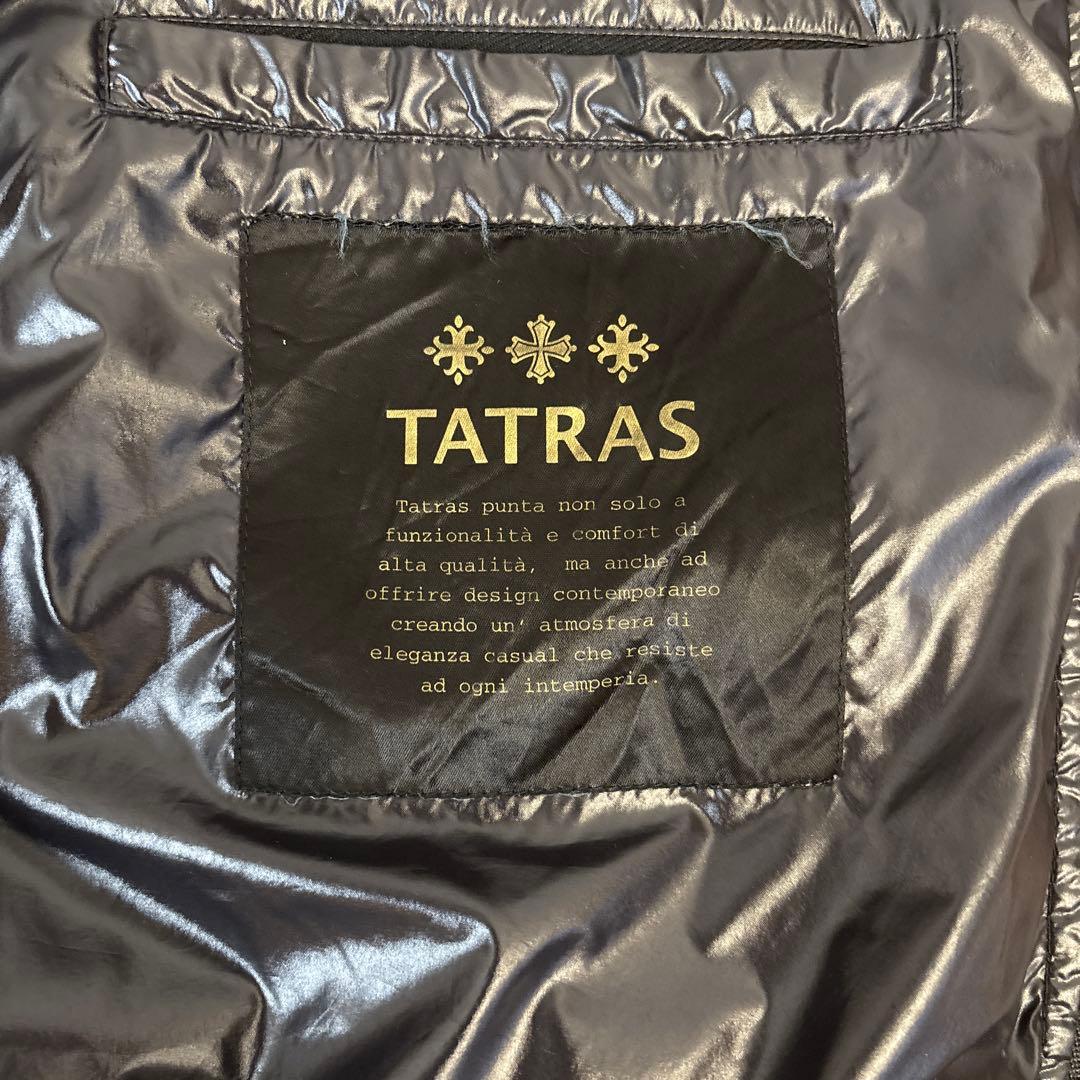 TATRAS
Tatras punta non solo a
funzionalità e comfort di
alta qualità, ma anche ad
offrire design contemporaneo
creando un' atmosfera di
eleganza casual che resiste
ad ogni intemperia.